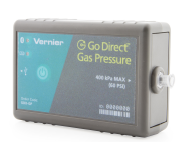 Vernier
Go Direct®
Gas Pressure
400 kPa MAX
(58 PSI)